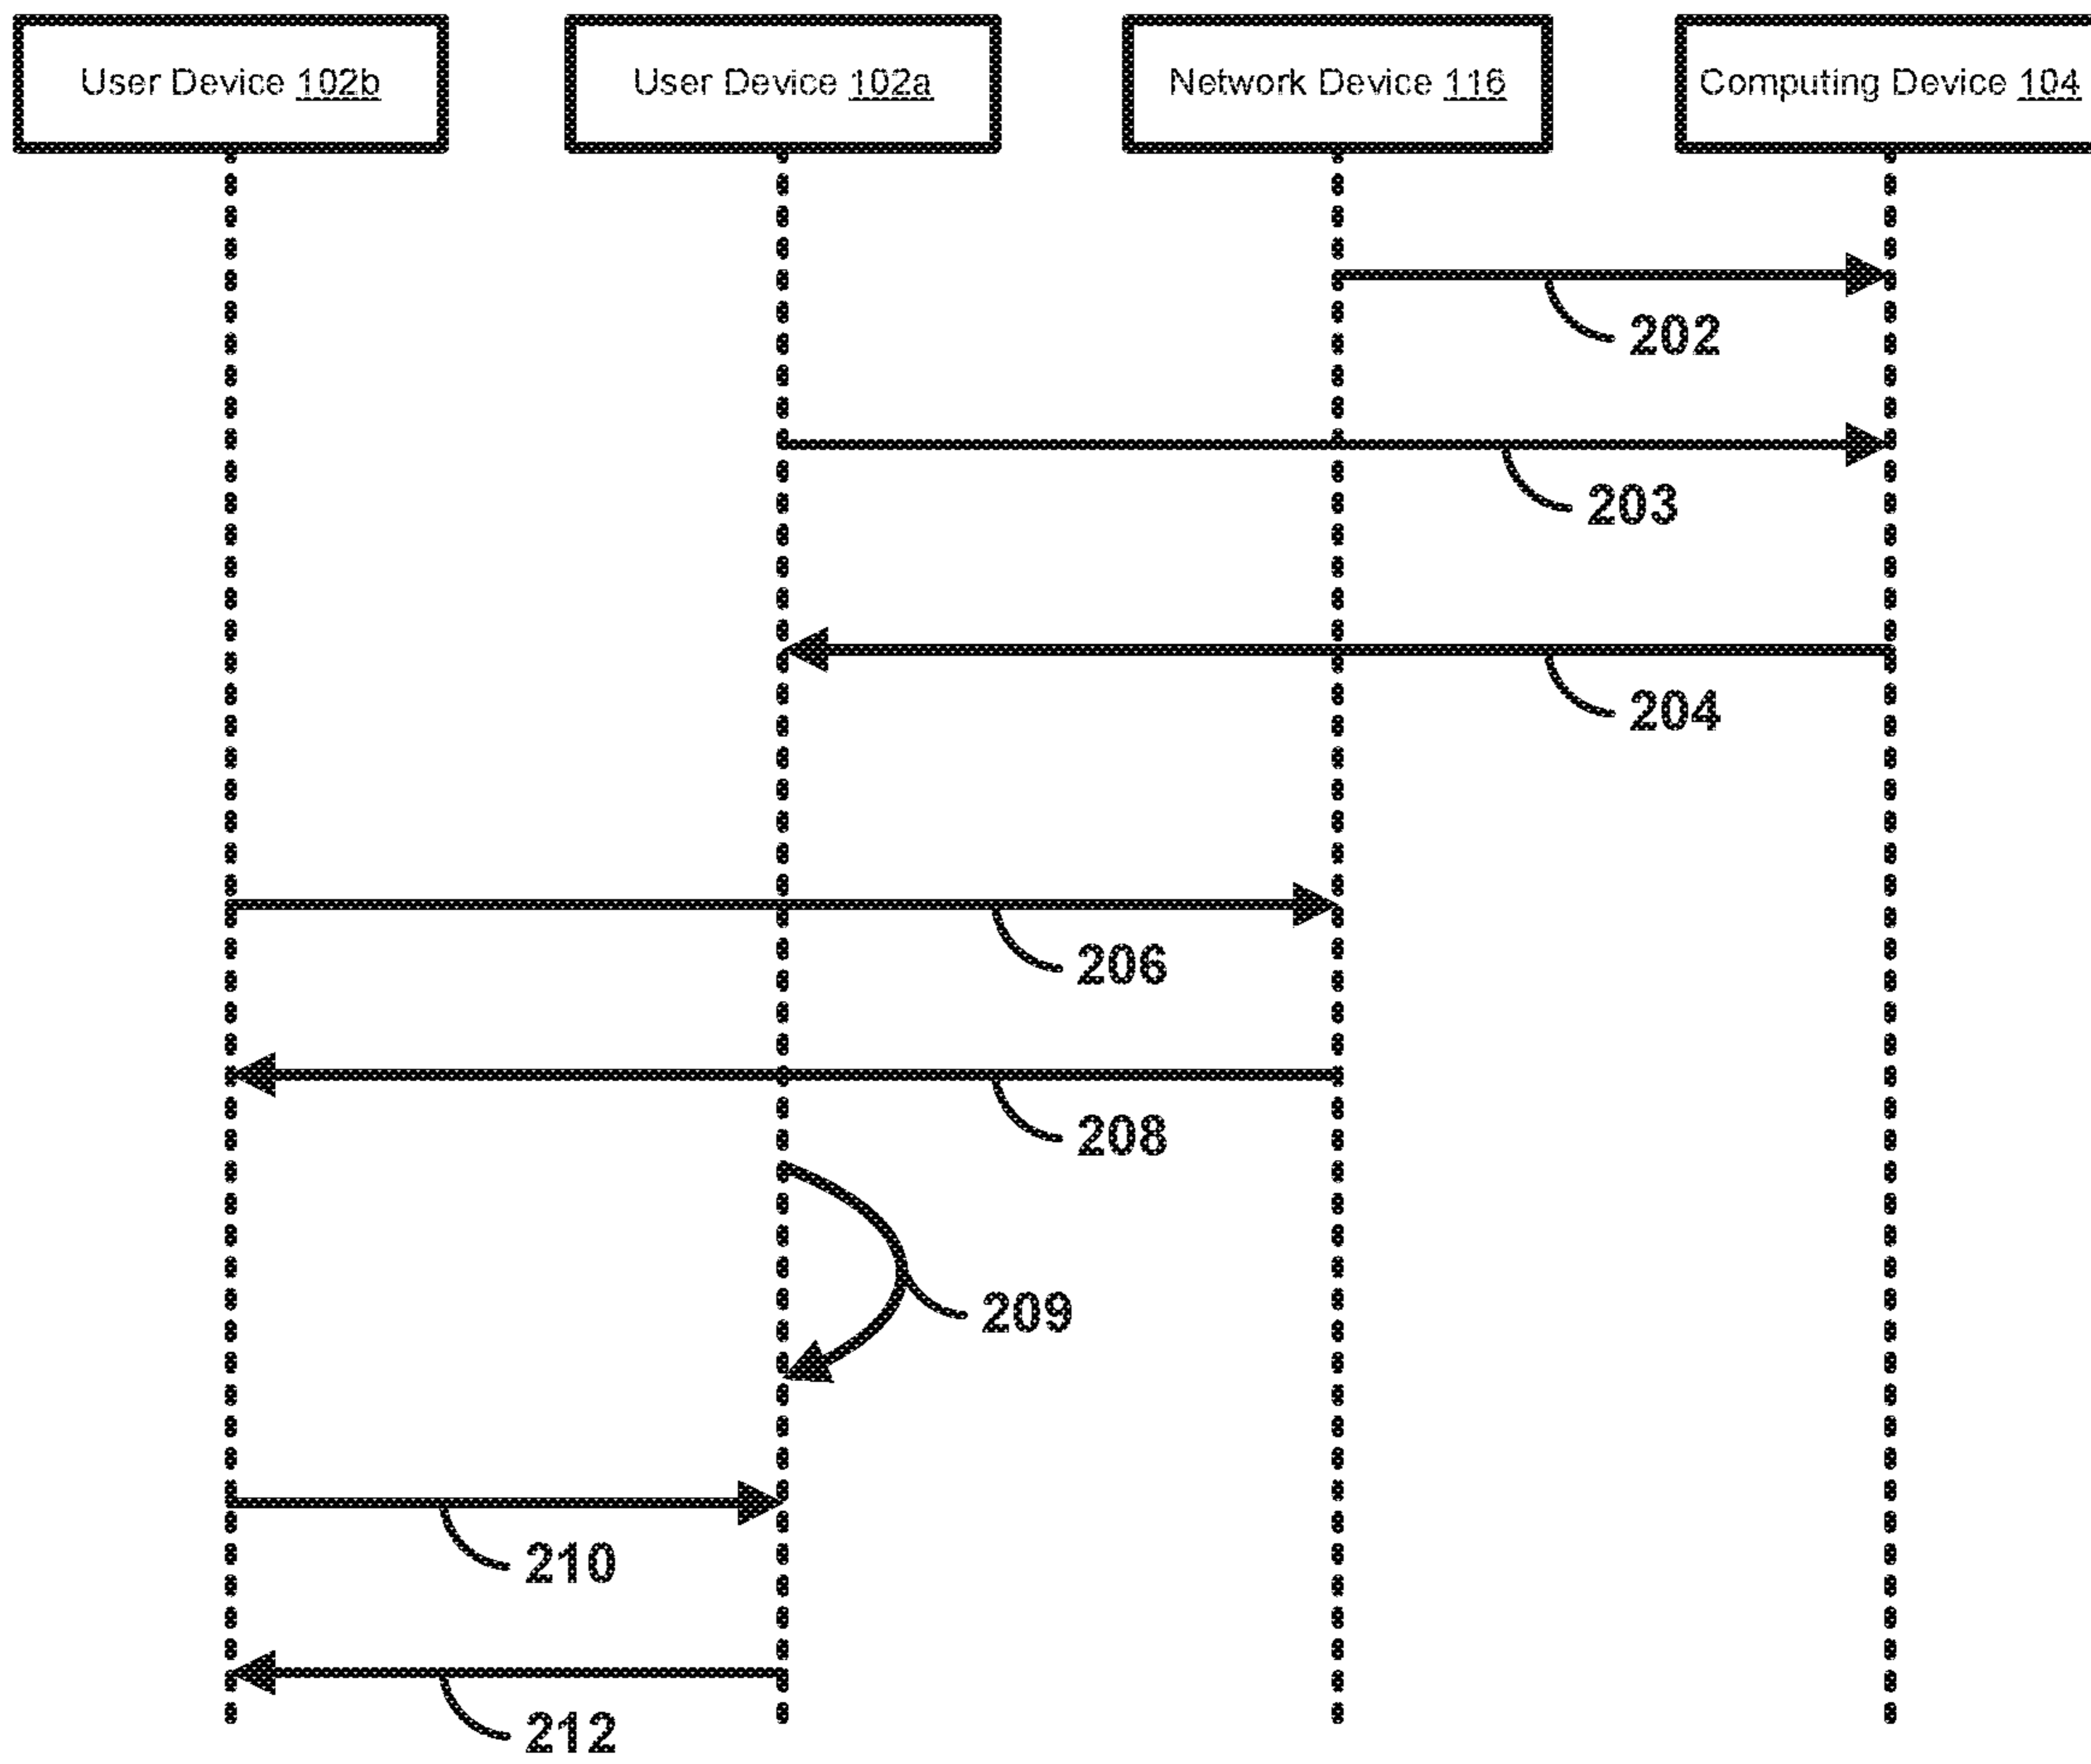 User Device 102b
User Device 102a
Network Device 116
Computing Device 104
202
203
204
206
208
209
210
212